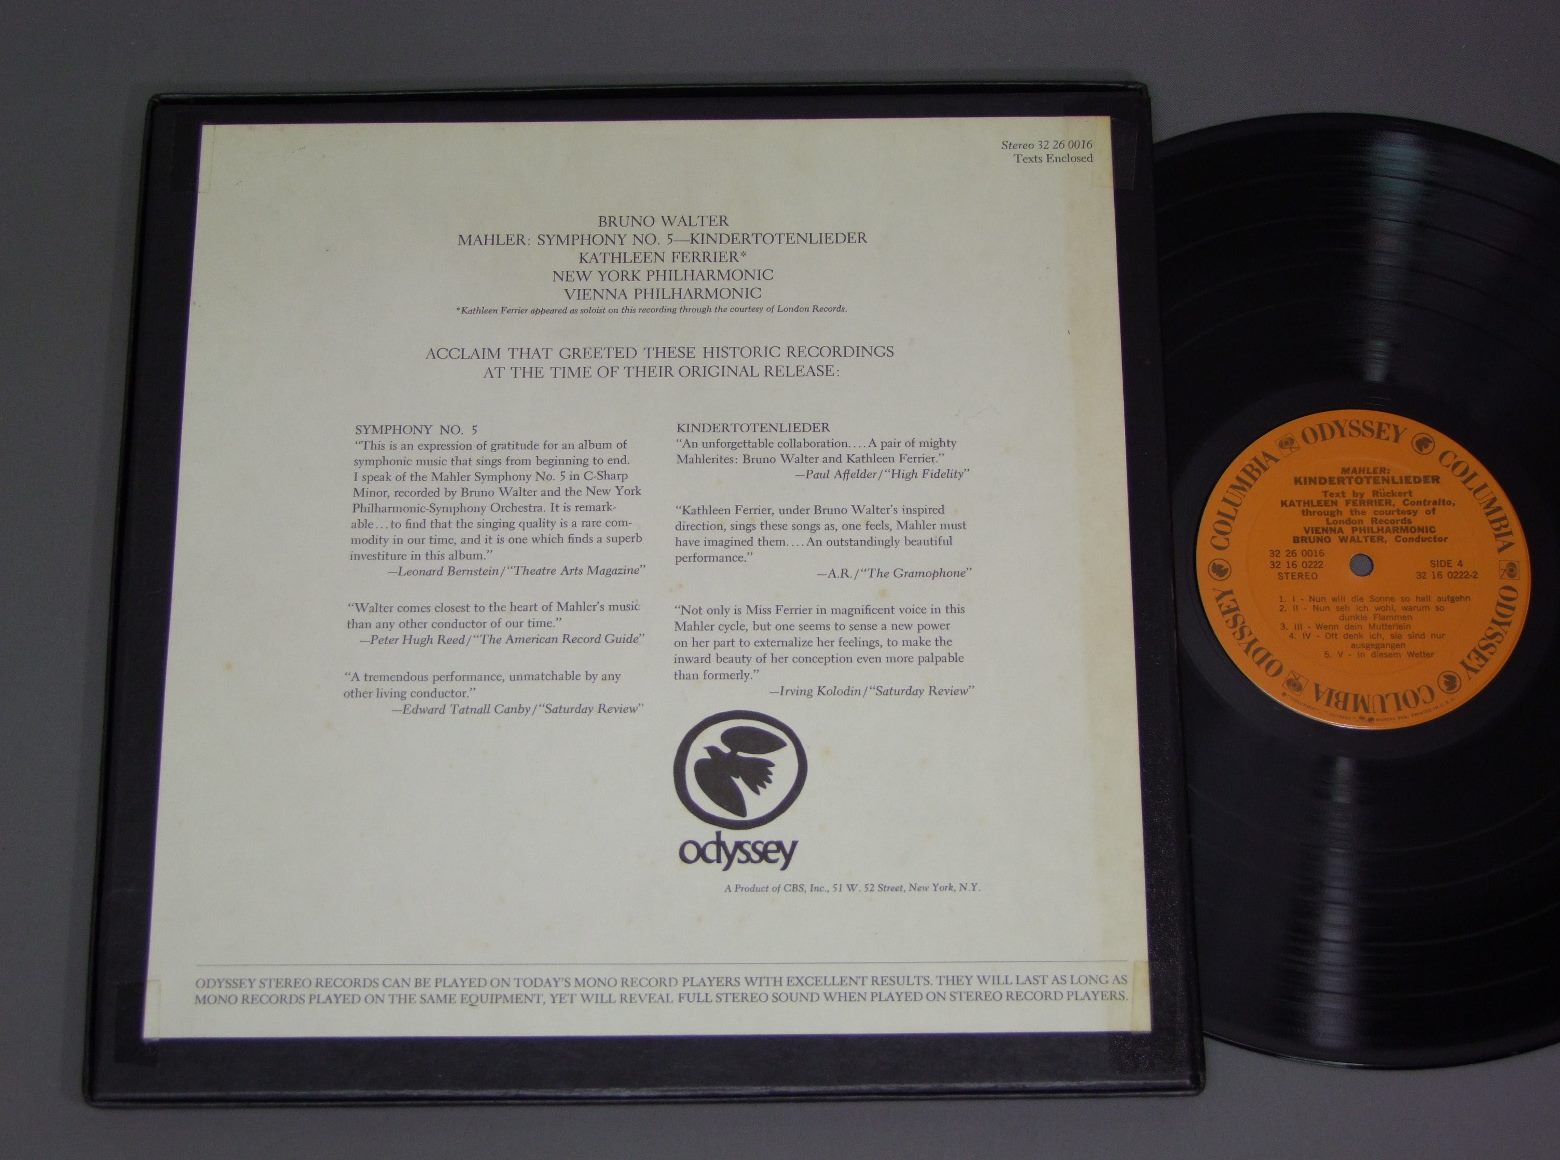 Stereo 32 26 0016
Texts Enclosed
BRUNO WALTER
MAHLER: SYMPHONY NO. 5—KINDERTOTENLIEDER
KATHLEEN FERRIER*
NEW YORK PHILHARMONIC
VIENNA PHILHARMONIC
*Kathleen Ferrier appeared as soloist on this recording through the courtesy of London Records.
ACCLAIM THAT GREETED THESE HISTORIC RECORDINGS
AT THE TIME OF THEIR ORIGINAL RELEASE:
SYMPHONY NO. 5
“This is an expression of gratitude for an album of
symphonic music that sings from beginning to end.
I speak of the Mahler Symphony No. 5 in C-Sharp
Minor, recorded by Bruno Walter and the New York
Philharmonic-Symphony Orchestra. It is remark-
able...to find that the singing quality is a rare com-
modity in our time, and it is one which finds a superb
investiture in this album.”
—Leonard Bernstein/“Theatre Arts Magazine”
“Walter comes closest to the heart of Mahler's music
than any other conductor of our time.”
—Peter Hugh Reed/“The American Record Guide”
“A tremendous performance, unmatchable by any
other living conductor.”
—Edward Tatnall Canby/“Saturday Review”
KINDERTOTENLIEDER
“An unforgettable collaboration....A pair of mighty
Mahlerites: Bruno Walter and Kathleen Ferrier.”
—Paul Affelder/“High Fidelity”
“Kathleen Ferrier, under Bruno Walter's inspired
direction, sings these songs as, one feels, Mahler must
have imagined them....An outstandingly beautiful
performance.”
—A.R./“The Gramophone”
“Not only is Miss Ferrier in magnificent voice in this
Mahler cycle, but one seems to sense a new power
on her part to externalize her feelings, to make the
inward beauty of her conception even more palpable
than formerly.”
—Irving Kolodin/“Saturday Review”
odyssey
A Product of CBS, Inc., 51 W. 52 Street, New York, N.Y.
ODYSSEY STEREO RECORDS CAN BE PLAYED ON TODAY'S MONO RECORD PLAYERS WITH EXCELLENT RESULTS. THEY WILL LAST AS LONG AS
MONO RECORDS PLAYED ON THE SAME EQUIPMENT, YET WILL REVEAL FULL STEREO SOUND WHEN PLAYED ON STEREO RECORD PLAYERS.
ODYSSEY COLUMBIA ODYSSEY COLUMBIA ODYSSEY COLUMBIA
MAHLER:
KINDERTOTENLIEDER
Text by Rückert
KATHLEEN FERRIER, Contralto,
through the courtesy of
London Records
VIENNA PHILHARMONIC
BRUNO WALTER, Conductor
32 26 0016
32 16 0222
STEREO
SIDE 4
32 16 0222-2
1. I - Nun will die Sonne so hell aufgehn
2. II - Nun seh ich wohl, warum so
dunkle Flammen
3. III - Wenn dein Mütterlein
4. IV - Oft denk ich, sie sind nur
ausgegangen
5. V - In diesem Wetter